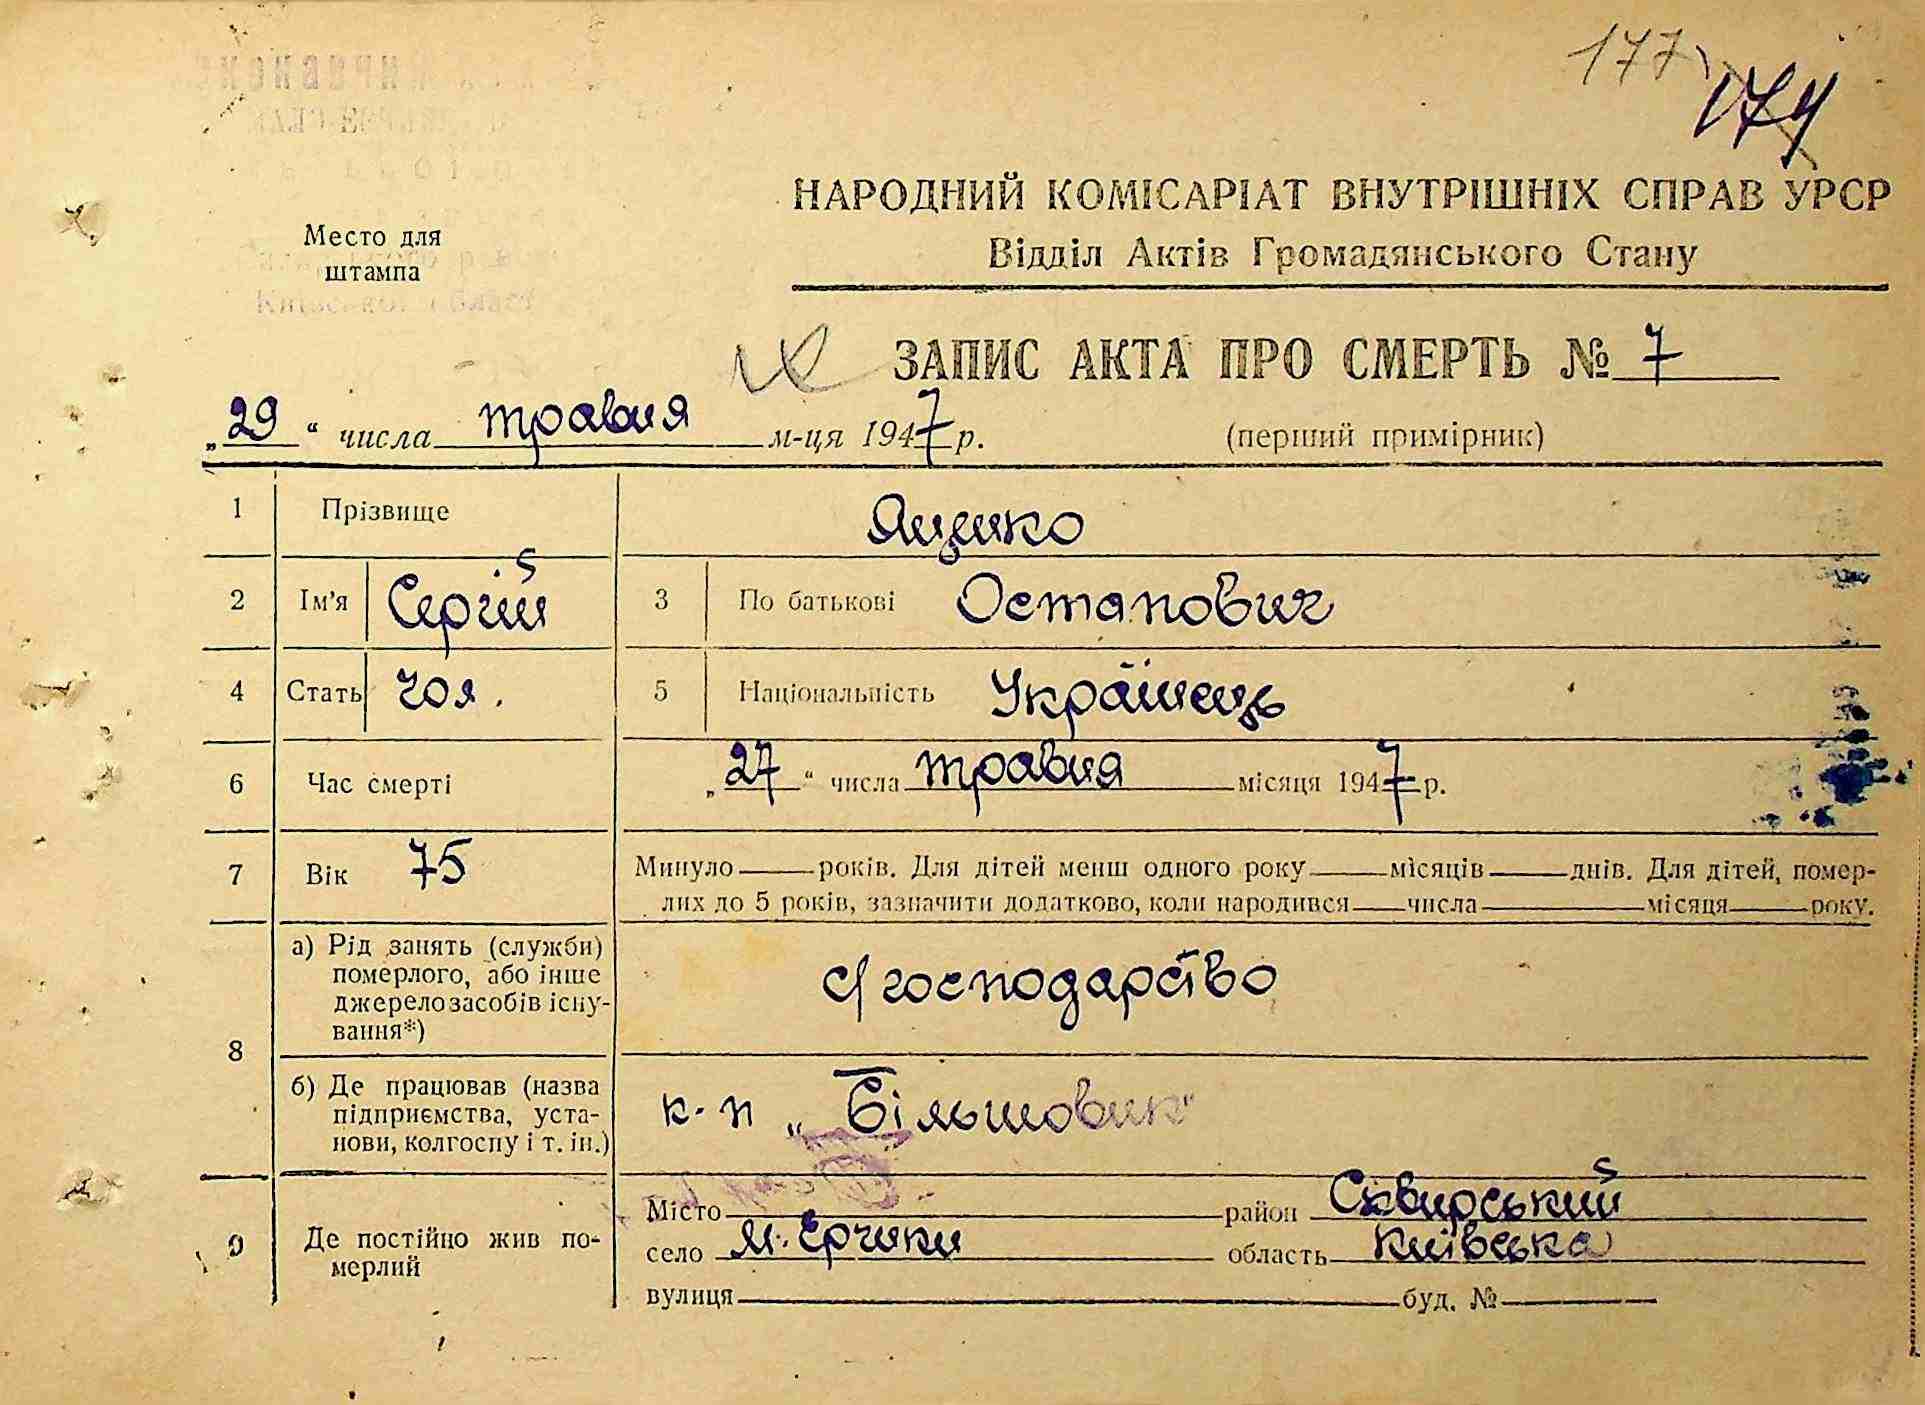 177
174
НАРОДНИЙ КОМІСАРІАТ ВНУТРІШНІХ СПРАВ УРСР
Відділ Актів Громадянського Стану
Место для
штампа
Київської області
ЗАПИС АКТА ПРО СМЕРТЬ № 7
„29“ числа травня м-ця 1947 р.
(перший примірник)
1 Прізвище Яценко
2 Ім'я Сергій 3 По батькові Остапович
4 Стать чол. 5 Національність Українець
6 Час смерті „27“ числа травня місяця 1947 р.
7 Вік 75 Минуло років. Для дітей менш одного року місяців днів. Для дітей, помер-
лих до 5 років, зазначити додатково, коли народився числа місяця року.
8 а) Рід занять (служби)
померлого, або інше
джерело засобів існу-
вання*)
с/господарство
б) Де працював (назва
підприємства, уста-
нови, колгоспу і т. ін.)
к-п „Більшовик“
9 Де постійно жив по-
мерлий
Місто район Сквирський
село м. Єрчики область Київська
вулиця буд. №